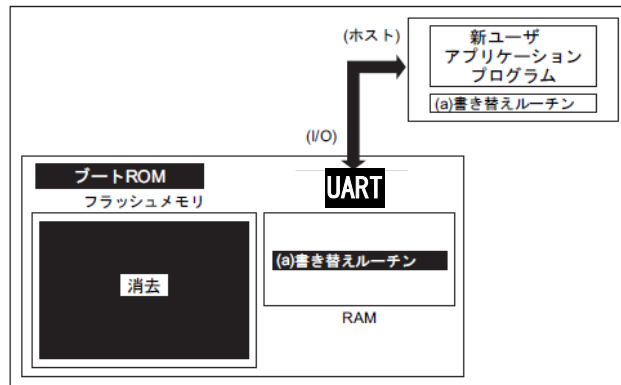 (ホスト)
新ユーザ
アプリケーション
プログラム
(a)書き替えルーチン
(I/O)
ブートROM
UART
フラッシュメモリ
(a)書き替えルーチン
消去
RAM